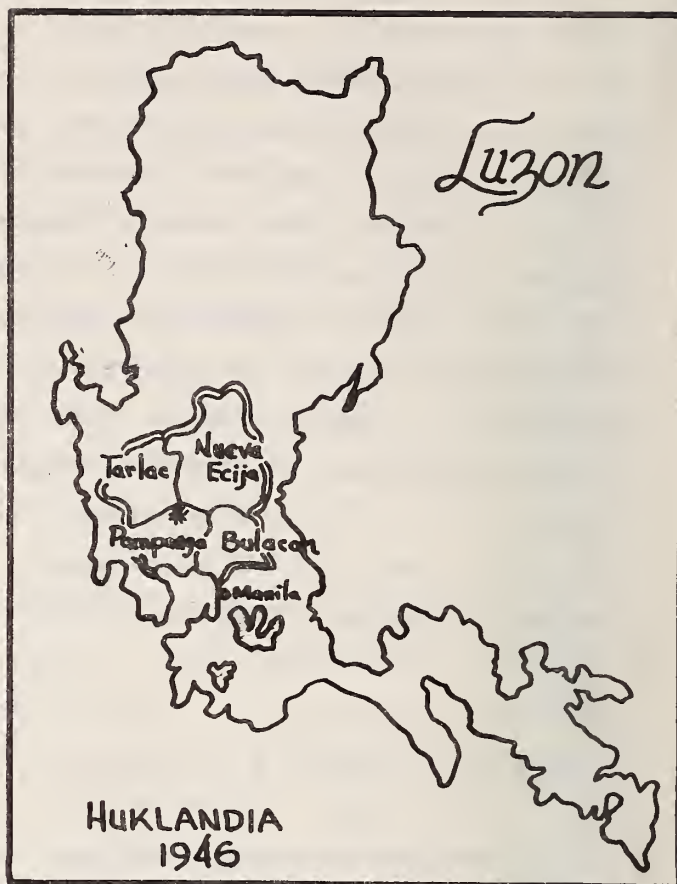 Luzon
Tarlac
Nueva
Ecija
Pampanga
Bulacan
Manila
HUKLANDIA
1946